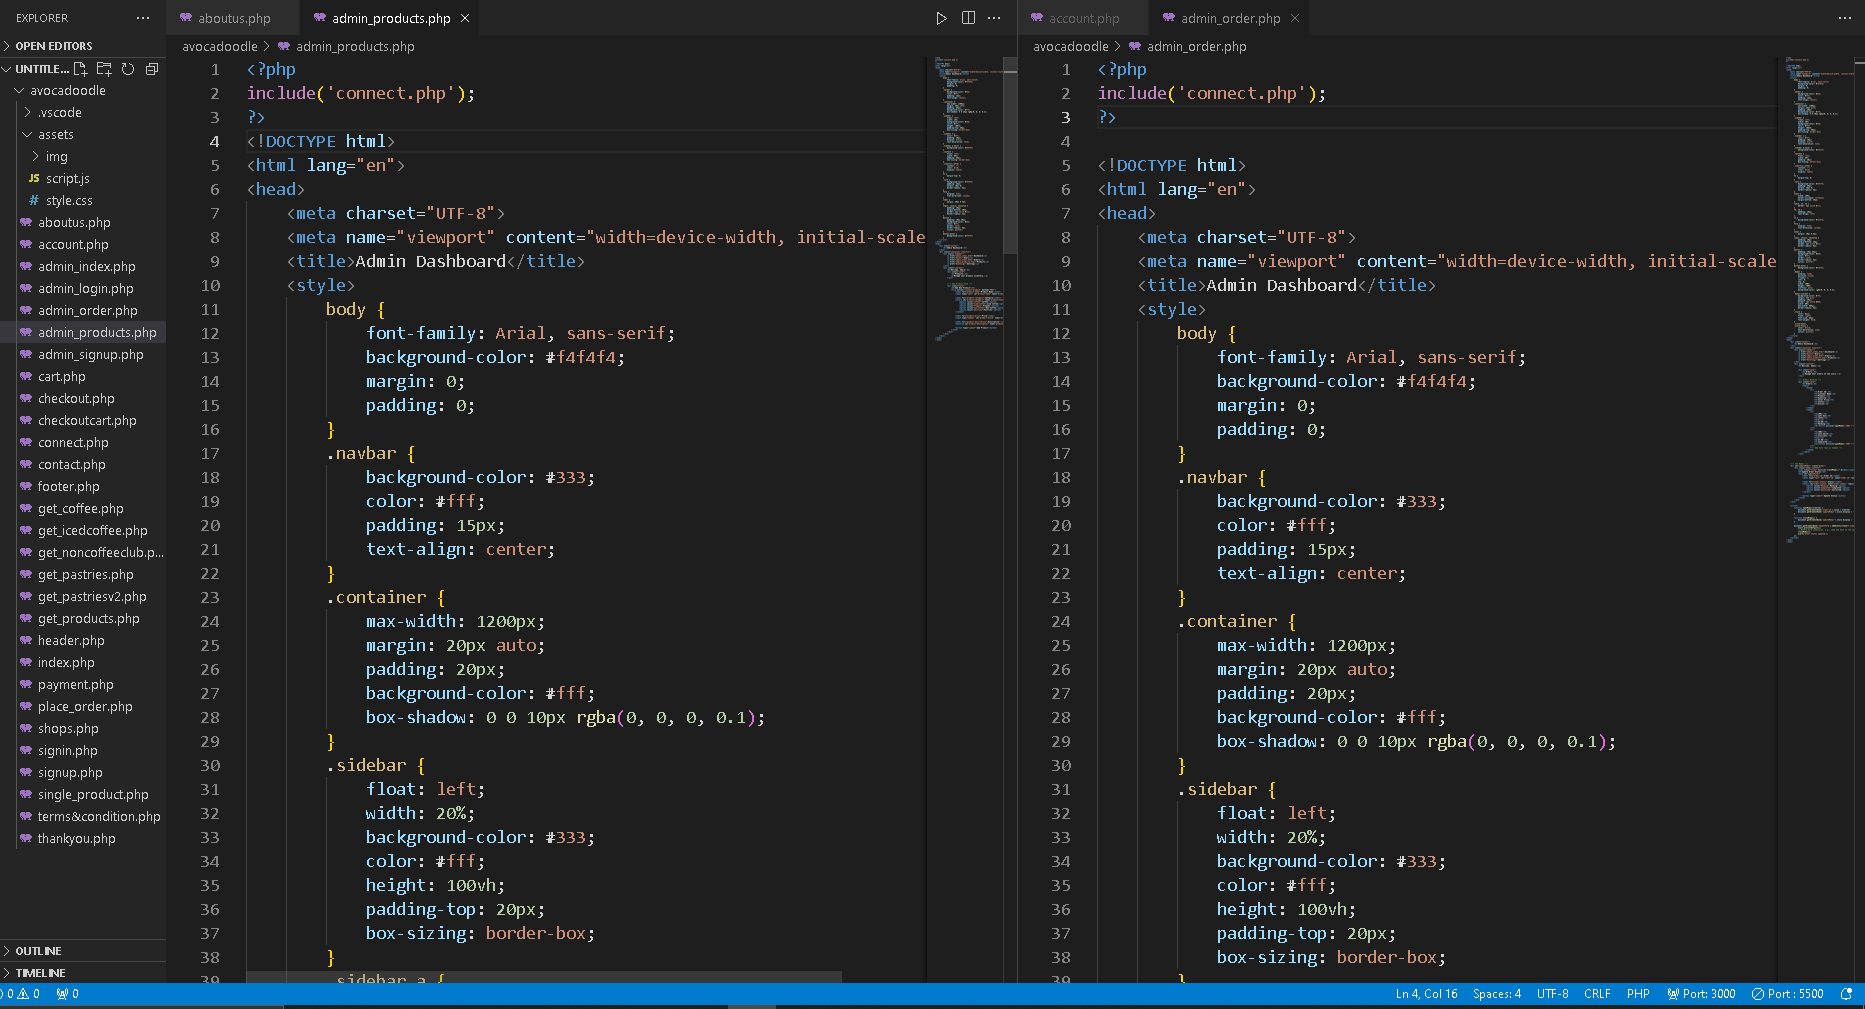 EXPLORER
OPEN EDITORS
UNTITLE...
avocadoodle
.vscode
assets
img
JS script.js
# style.css
aboutus.php
account.php
admin_index.php
admin_login.php
admin_order.php
admin_products.php
admin_signup.php
cart.php
checkout.php
checkoutcart.php
connect.php
contact.php
footer.php
get_coffee.php
get_icedcoffee.php
get_noncoffeeclub.p...
get_pastries.php
get_pastriesv2.php
get_products.php
header.php
index.php
payment.php
place_order.php
shops.php
signin.php
signup.php
single_product.php
terms&condition.php
thankyou.php
OUTLINE
TIMELINE
aboutus.php admin_products.php
avocadoodle > admin_products.php
1 <?php
2 include('connect.php');
3 ?>
4 <!DOCTYPE html>
5 <html lang="en">
6 <head>
7 <meta charset="UTF-8">
8 <meta name="viewport" content="width=device-width, initial-scale
9 <title>Admin Dashboard</title>
10 <style>
11 body {
12 font-family: Arial, sans-serif;
13 background-color: #f4f4f4;
14 margin: 0;
15 padding: 0;
16 }
17 .navbar {
18 background-color: #333;
19 color: #fff;
20 padding: 15px;
21 text-align: center;
22 }
23 .container {
24 max-width: 1200px;
25 margin: 20px auto;
26 padding: 20px;
27 background-color: #fff;
28 box-shadow: 0 0 10px rgba(0, 0, 0, 0.1);
29 }
30 .sidebar {
31 float: left;
32 width: 20%;
33 background-color: #333;
34 color: #fff;
35 height: 100vh;
36 padding-top: 20px;
37 box-sizing: border-box;
38 }
39 .sidebar a {
account.php admin_order.php
avocadoodle > admin_order.php
1 <?php
2 include('connect.php');
3 ?>
4
5 <!DOCTYPE html>
6 <html lang="en">
7 <head>
8 <meta charset="UTF-8">
9 <meta name="viewport" content="width=device-width, initial-scale
10 <title>Admin Dashboard</title>
11 <style>
12 body {
13 font-family: Arial, sans-serif;
14 background-color: #f4f4f4;
15 margin: 0;
16 padding: 0;
17 }
18 .navbar {
19 background-color: #333;
20 color: #fff;
21 padding: 15px;
22 text-align: center;
23 }
24 .container {
25 max-width: 1200px;
26 margin: 20px auto;
27 padding: 20px;
28 background-color: #fff;
29 box-shadow: 0 0 10px rgba(0, 0, 0, 0.1);
30 }
31 .sidebar {
32 float: left;
33 width: 20%;
34 background-color: #333;
35 color: #fff;
36 height: 100vh;
37 padding-top: 20px;
38 box-sizing: border-box;
39 }
0 0 0 Ln 4, Col 16 Spaces: 4 UTF-8 CRLF PHP Port: 3000 Port : 5500